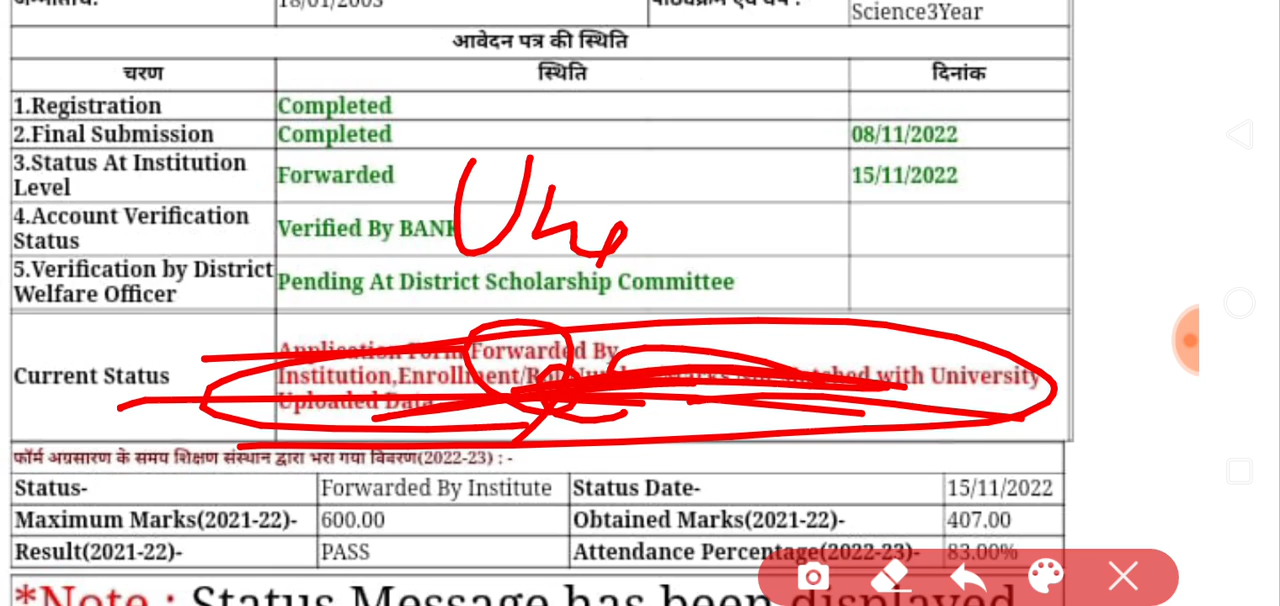 18/01/2003
Science3Year
आवेदन पत्र की स्थिति
चरण स्थिति दिनांक
1.Registration Completed
2.Final Submission Completed 08/11/2022
3.Status At Institution Level Forwarded 15/11/2022
4.Account Verification Status Verified By BANK
5.Verification by District Welfare Officer Pending At District Scholarship Committee
Current Status Application Form Forwarded By
Institution,Enrollment/ with University
Uploaded Data
फॉर्म अग्रसारण के समय शिक्षण संस्थान द्वारा भरा गया विवरण(2022-23) : -
Status- Forwarded By Institute Status Date- 15/11/2022
Maximum Marks(2021-22)- 600.00 Obtained Marks(2021-22)- 407.00
Result(2021-22)- PASS Attendance Percentage(2022-23)- 83.00%
*Note : Status Message has been displayed